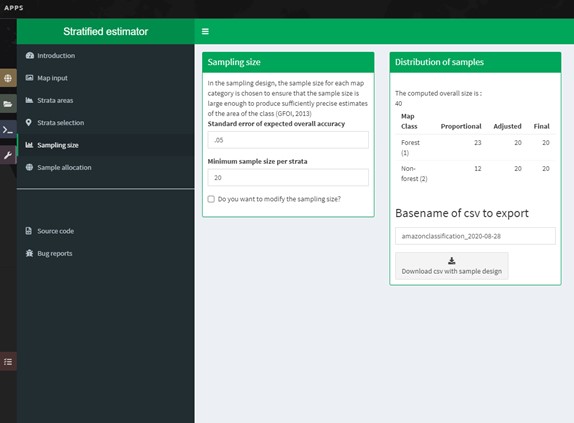 APPS
Stratified estimator
Introduction
Map input
Strata areas
Strata selection
Sampling size
Sample allocation
Source code
Bug reports
Sampling size
In the sampling design, the sample size for each map
category is chosen to ensure that the sample size is
large enough to produce sufficiently precise estimates
of the area of the class (GFOI, 2013)
Standard error of expected overall accuracy
.05
Minimum sample size per strata
20
Do you want to modify the sampling size?
Distribution of samples
The computed overall size is :
40
Map Class Proportional Adjusted Final
Forest (1) 23 20 20
Non-forest (2) 12 20 20
Basename of csv to export
amazonclassification_2020-08-28
Download csv with sample design